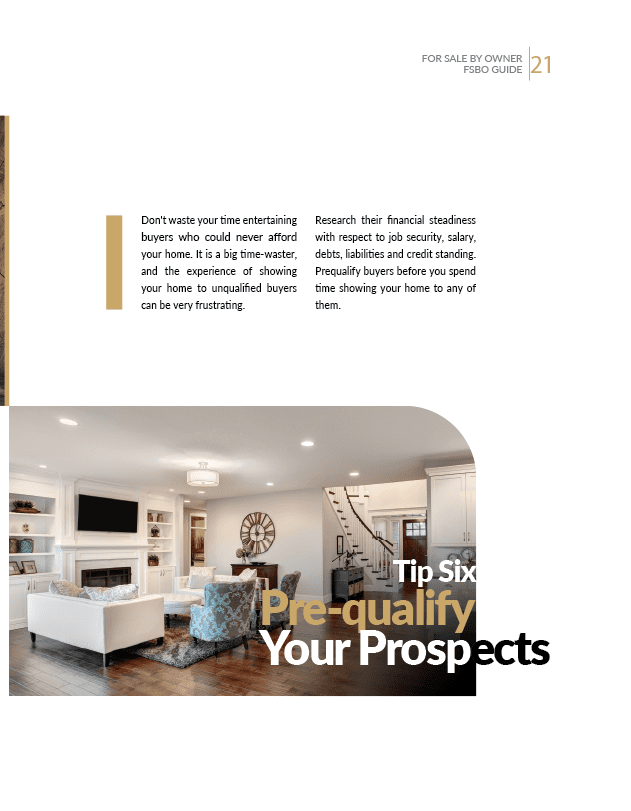 FOR SALE BY OWNER
FSBO GUIDE
21
Don't waste your time entertaining
buyers who could never afford
your home. It is a big time-waster,
and the experience of showing
your home to unqualified buyers
can be very frustrating.
Research their financial steadiness
with respect to job security, salary,
debts, liabilities and credit standing.
Prequalify buyers before you spend
time showing your home to any of
them.
Tip Six
Pre-qualify
Your Prospects